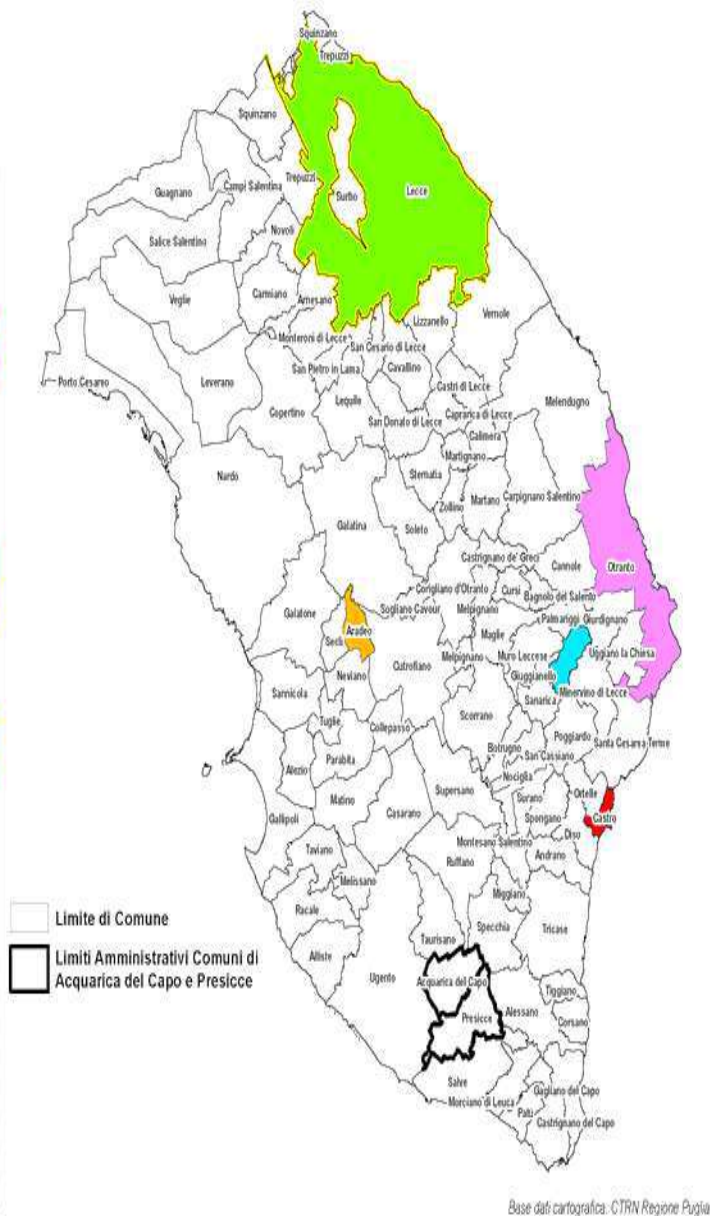 Squinzano
Trepuzzi
Squinzano
Guagnano
Campi Salentina
Trepuzzi
Surbo
Lecce
Novoli
Salice Salentino
Veglie
Carmiano
Arnesano
Lizzanello
Vernole
Monteroni di Lecce
San Cesario di Lecce
San Pietro in Lama
Cavallino
Porto Cesareo
Leverano
Lequile
Castri di Lecce
Melendugno
Copertino
San Donato di Lecce
Caprarica di Lecce
Calimera
Martignano
Nardo
Sternatia
Zollino
Martano
Carpignano Salentino
Galatina
Soleto
Castrignano de' Greci
Cannole
Otranto
Corigliano d'Otranto
Cursi
Bagnolo del Salento
Galatone
Sogliano Cavour
Melpignano
Palmariggi
Giurdignano
Aradeo
Secli
Maglie
Cutrofiano
Melpignano
Muro Leccese
Uggiano la Chiesa
Neviano
Giuggianello
Sannicola
Sanarica
Minervino di Lecce
Tuglie
Collepasso
Scorrano
Poggiardo
Santa Cesarea Terme
Botrugno
San Cassiano
Alezio
Parabita
Nociglia
Matino
Supersano
Surano
Ortelle
Gallipoli
Casarano
Spongano
Castro
Diso
Taviano
Montesano Salentino
Ruffano
Andrano
Melissano
Miggiano
Racale
Specchia
Tricase
Alliste
Taurisano
Ugento
Acquarica del Capo
Tiggiano
Presicce
Alessano
Corsano
Salve
Gagliano del Capo
Morciano di Leuca
Patù
Castrignano del Capo
Limite di Comune
Limiti Amministrativi Comuni di
Acquarica del Capo e Presicce
Base dati cartografica: CTRN Regione Puglia